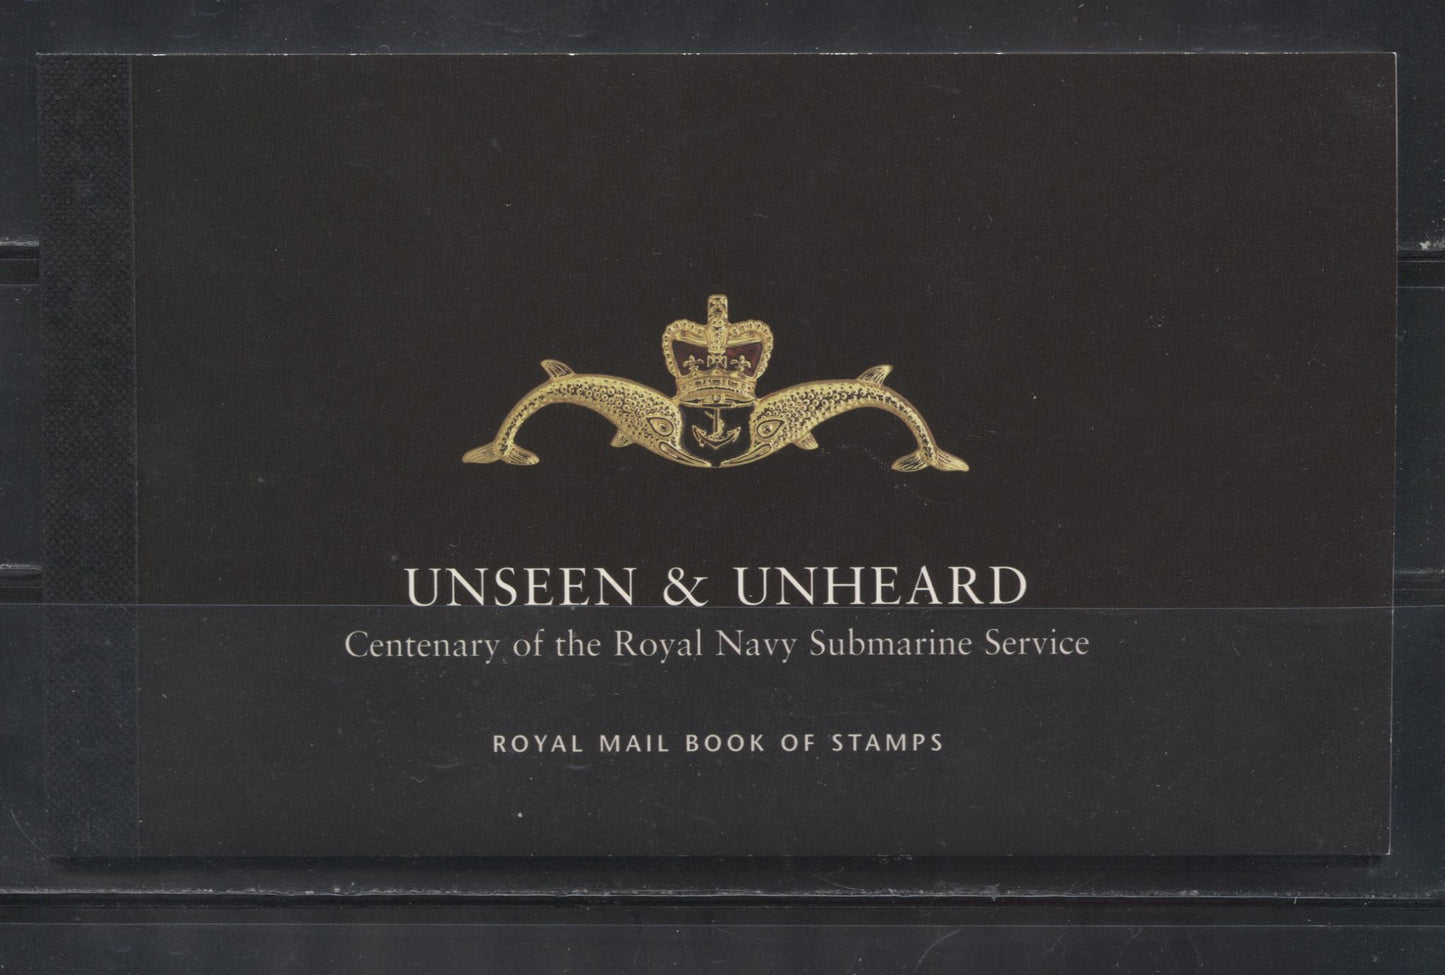 UNSEEN & UNHEARD
Centenary of the Royal Navy Submarine Service
ROYAL MAIL BOOK OF STAMPS